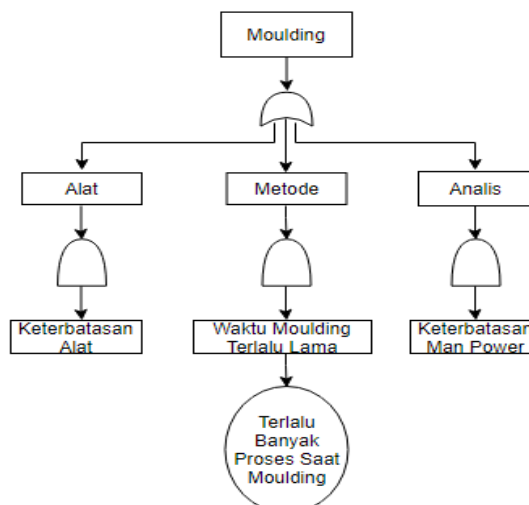 Moulding
Alat
Metode
Analis
Keterbatasan
Alat
Waktu Moulding
Terlalu Lama
Keterbatasan
Man Power
Terlalu
Banyak
Proses Saat
Moulding